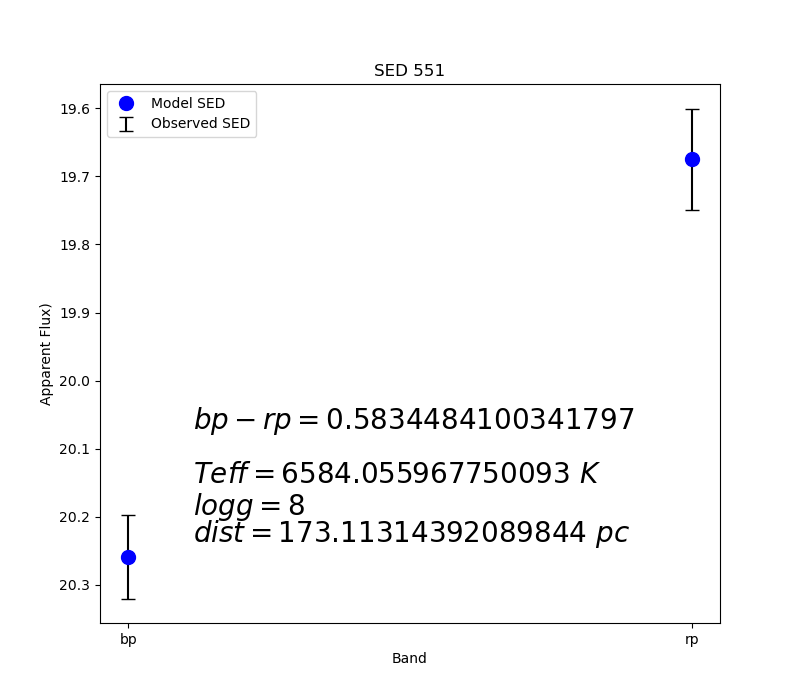 SED 551
Model SED
Observed SED
19.6
19.7
19.8
19.9
20.0
20.1
20.2
20.3
Apparent Flux)
bp − rp = 0.5834484100341797
Teff = 6584.055967750093 K
logg = 8
dist = 173.11314392089844 pc
bp
rp
Band